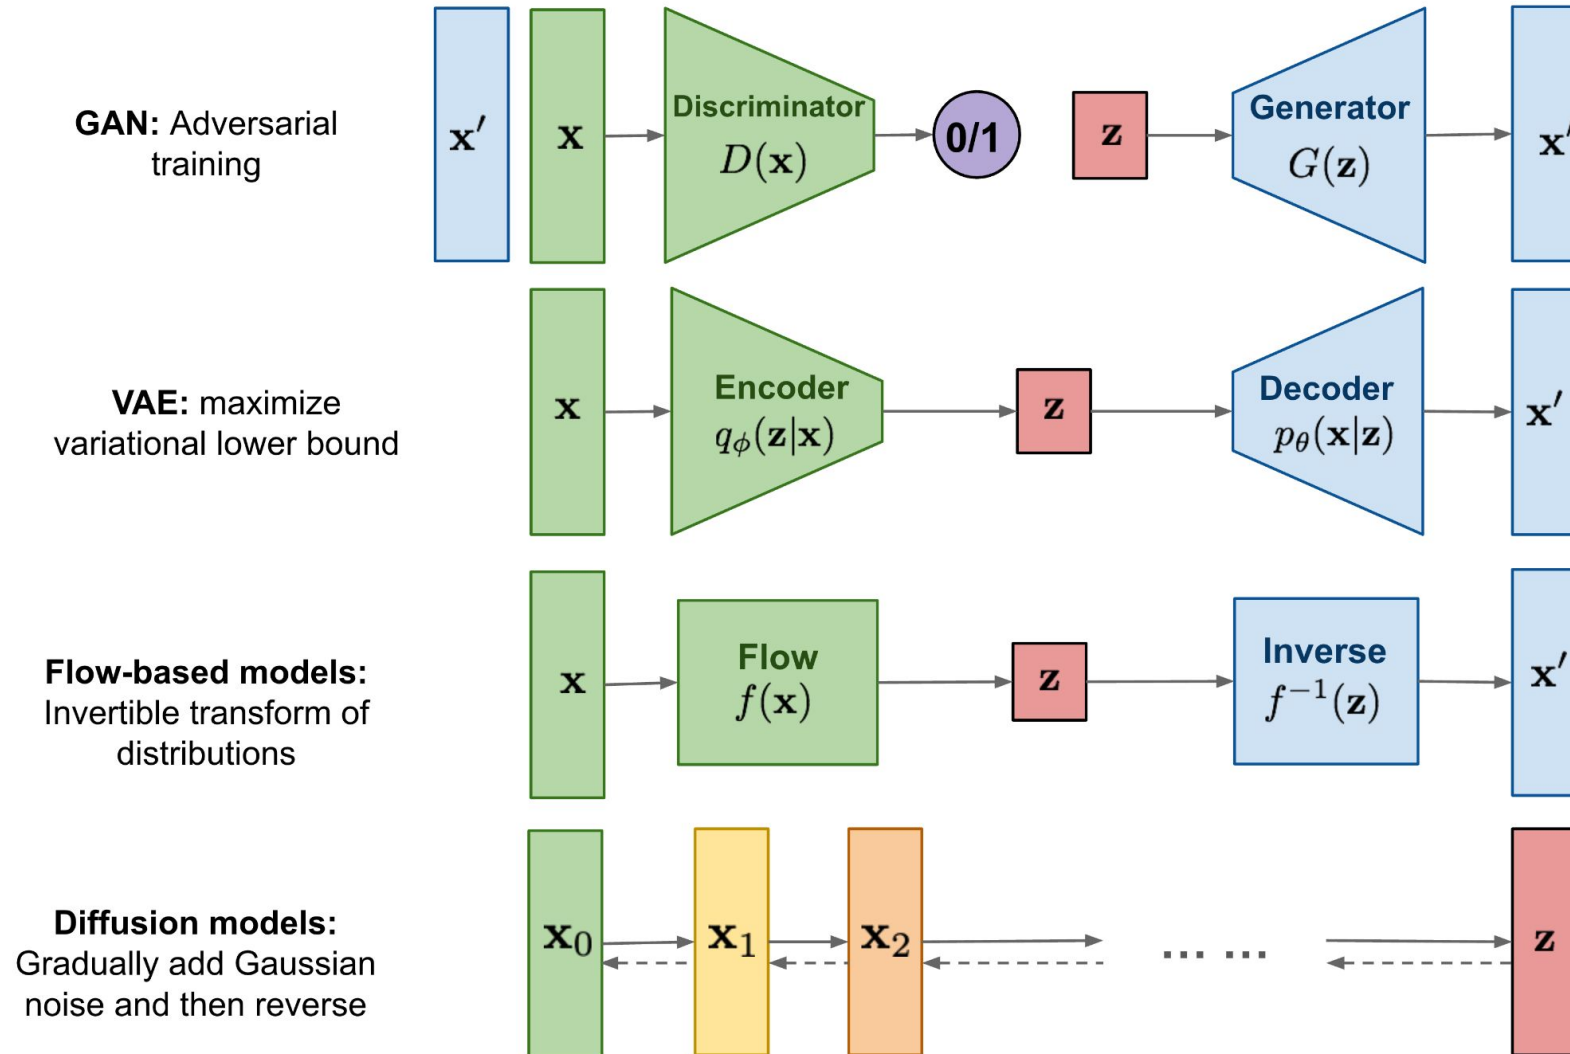 GAN: Adversarial
training
x′
x
Discriminator
D(x)
0/1
z
Generator
G(z)
x′
VAE: maximize
variational lower bound
x
Encoder
qϕ(z|x)
z
Decoder
pθ(x|z)
x′
Flow-based models:
Invertible transform of
distributions
x
Flow
f(x)
z
Inverse
f⁻¹(z)
x′
Diffusion models:
Gradually add Gaussian
noise and then reverse
x₀
x₁
x₂
... ...
z